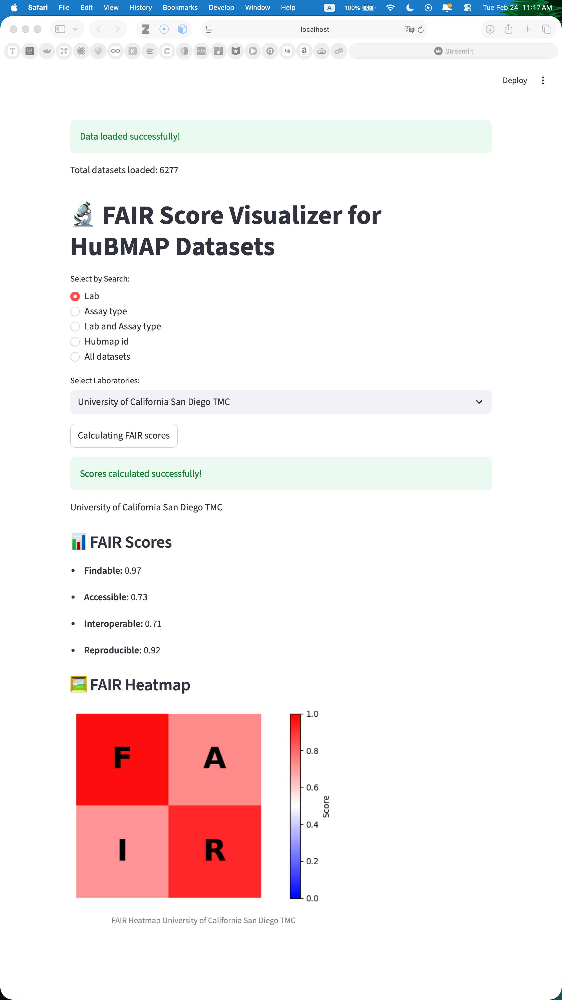 Safari File Edit View History Bookmarks Develop Window Help A 100% Tue Feb 24 11:17 AM
Z localhost
T UI K C </> a Streamlit
Deploy
Data loaded successfully!
Total datasets loaded: 6277
FAIR Score Visualizer for
HuBMAP Datasets
Select by Search:
Lab
Assay type
Lab and Assay type
Hubmap id
All datasets
Select Laboratories:
University of California San Diego TMC
Calculating FAIR scores
Scores calculated successfully!
University of California San Diego TMC
FAIR Scores
• Findable: 0.97
• Accessible: 0.73
• Interoperable: 0.71
• Reproducible: 0.92
FAIR Heatmap
F A
I R
1.0
0.8
0.6
0.4
0.2
0.0
Score
FAIR Heatmap University of California San Diego TMC